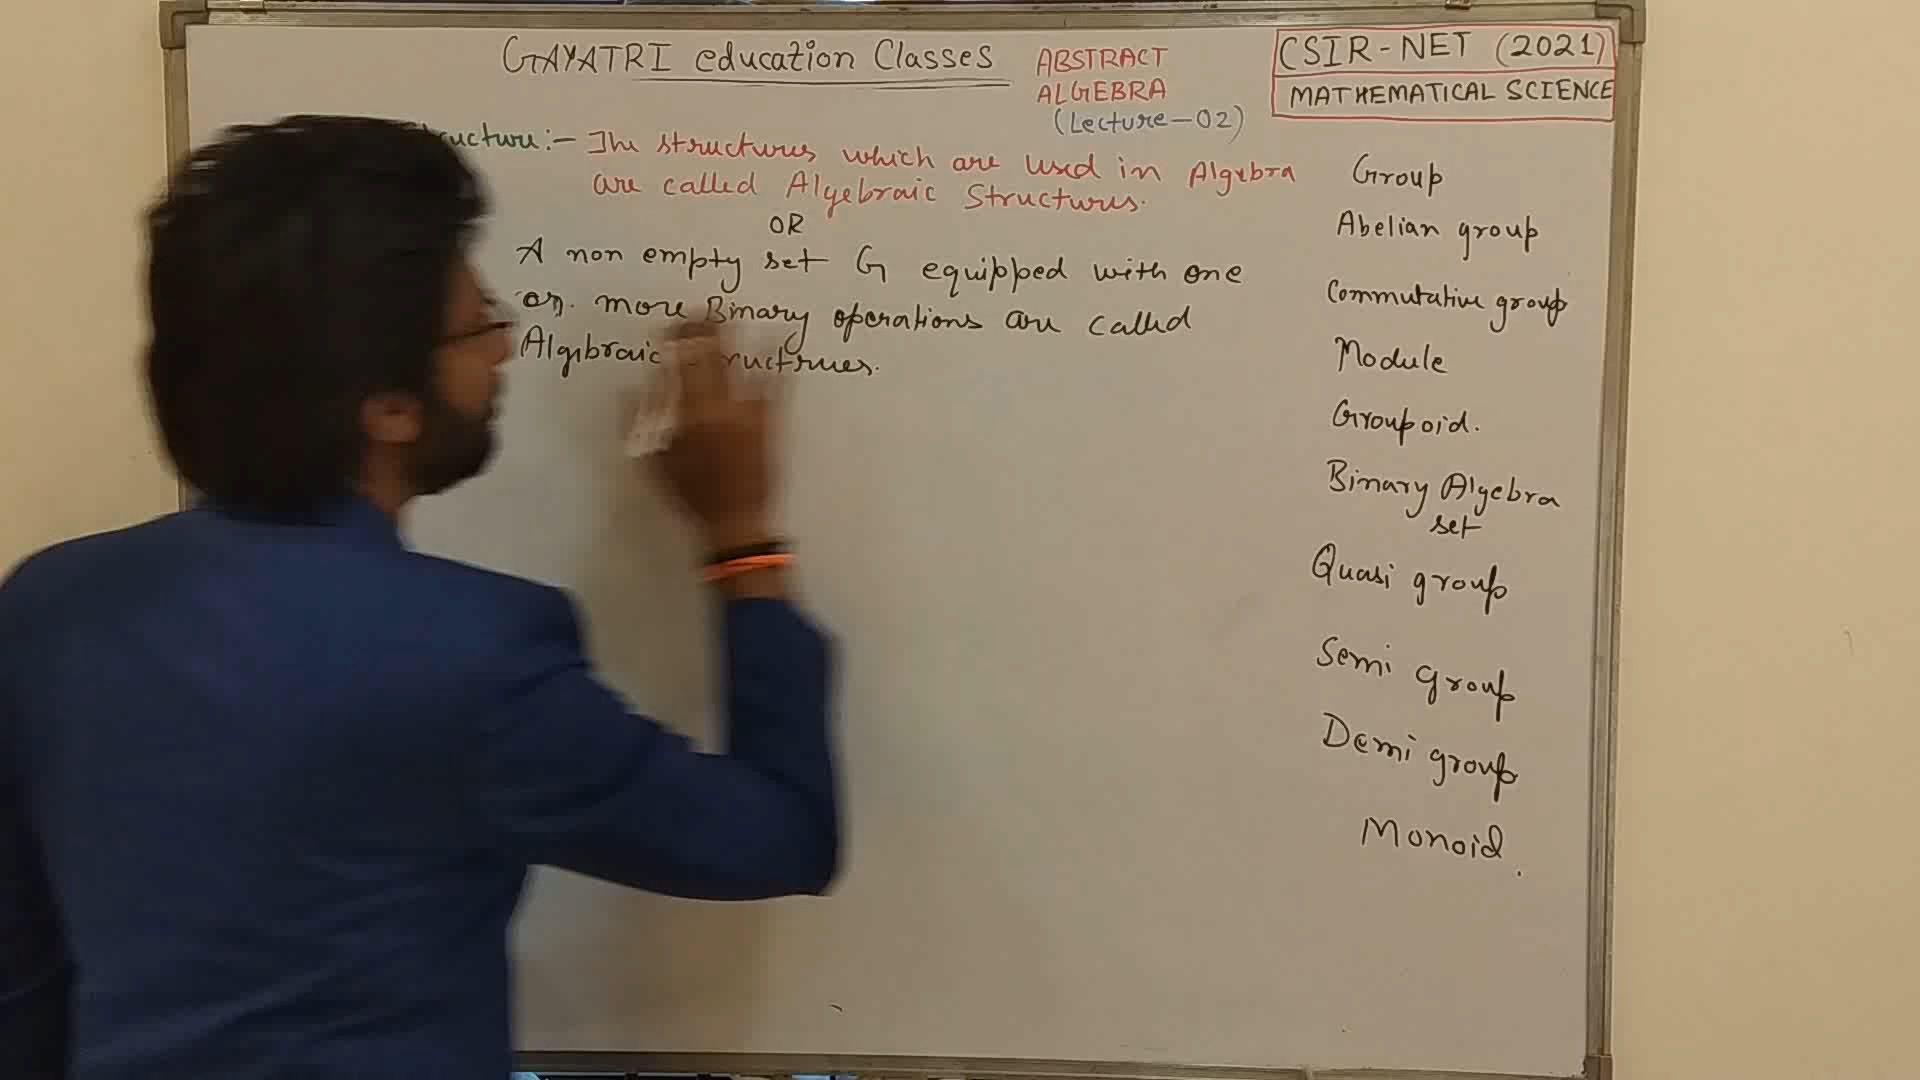 GAYATRI education Classes
ABSTRACT
ALGEBRA
(Lecture-02)
CSIR-NET (2021)
MATHEMATICAL SCIENCE
ucture:- The structures which are used in Algebra
are called Algebraic Structures.
OR
A non empty set G equipped with one
or more Binary operations are called
Algebraic
Group
Abelian group
Commutative group
Module
Groupoid.
Binary Algebra
set
Quasi group
Semi group
Demi group
Monoid.